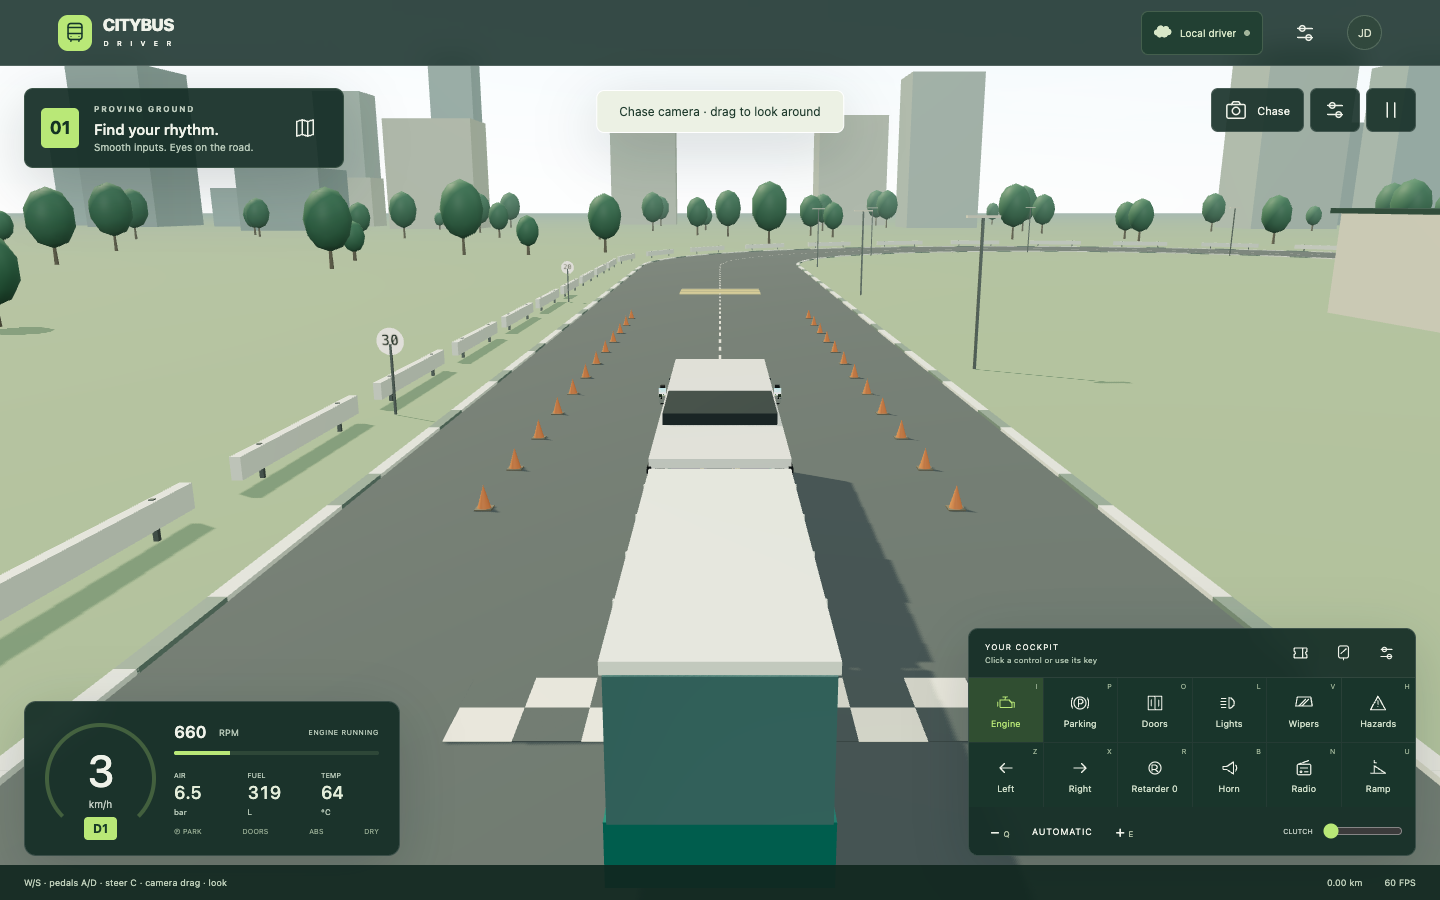 CITYBUS
DRIVER
Local driver
JD
01
PROVING GROUND
Find your rhythm.
Smooth inputs. Eyes on the road.
Chase camera · drag to look around
Chase
30
20
YOUR COCKPIT
Click a control or use its key
I
Engine
P
Parking
O
Doors
L
Lights
V
Wipers
H
Hazards
Z
Left
X
Right
R
Retarder 0
B
Horn
N
Radio
U
Ramp
− Q
AUTOMATIC
+ E
CLUTCH
3
km/h
D1
660 RPM
ENGINE RUNNING
AIR
6.5
bar
FUEL
319
L
TEMP
64
°C
Ⓟ PARK
DOORS
ABS
DRY
W/S · pedals A/D · steer C · camera drag · look
0.00 km
60 FPS